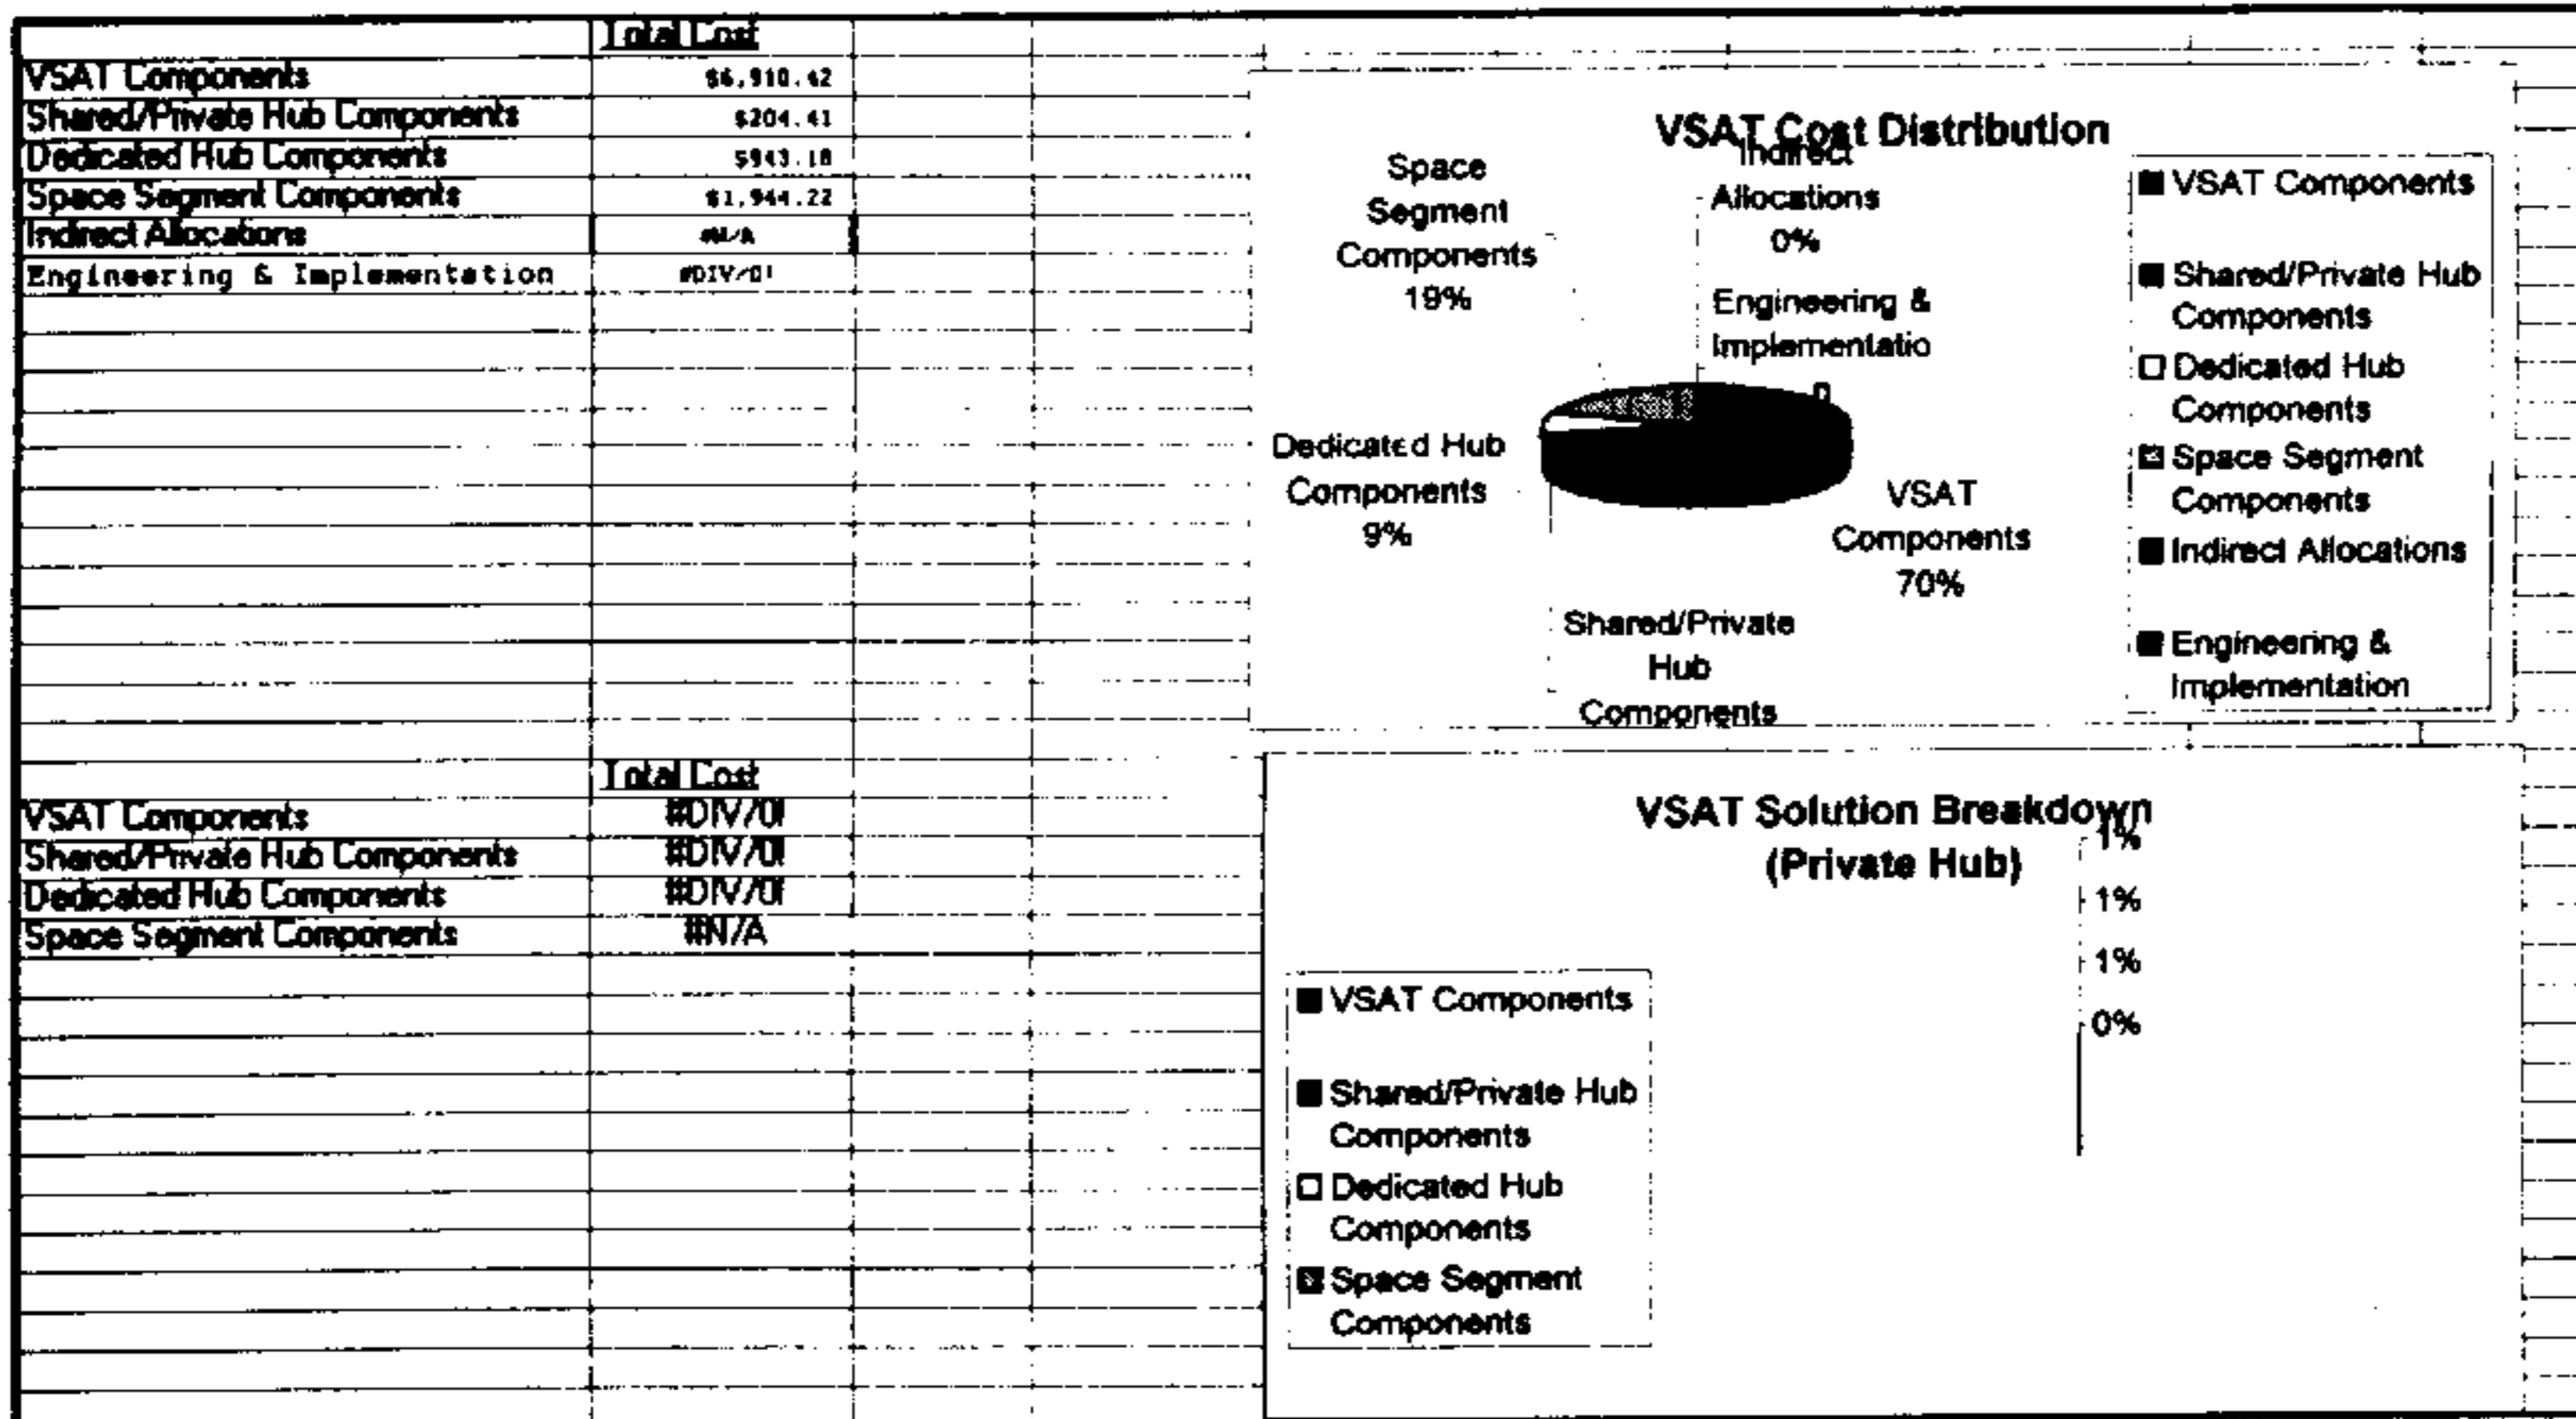 Total Cost
VSAT Components $6,910.42
Shared/Private Hub Components $204.41
Dedicated Hub Components $943.18
Space Segment Components $1,944.22
Indirect Allocations #N/A
Engineering & Implementation #DIV/0!
VSAT Cost Distribution
Space
Segment
Components
19%
Indirect
Allocations
0%
Engineering &
Implementatio
Dedicated Hub
Components
9%
VSAT
Components
70%
Shared/Private
Hub
Components
VSAT Components
Shared/Private Hub
Components
Dedicated Hub
Components
Space Segment
Components
Indirect Allocations
Engineering &
Implementation
Total Cost
VSAT Components #DIV/0!
Shared/Private Hub Components #DIV/0!
Dedicated Hub Components #DIV/0!
Space Segment Components #N/A
VSAT Solution Breakdown
(Private Hub)
1%
1%
1%
0%
VSAT Components
Shared/Private Hub
Components
Dedicated Hub
Components
Space Segment
Components